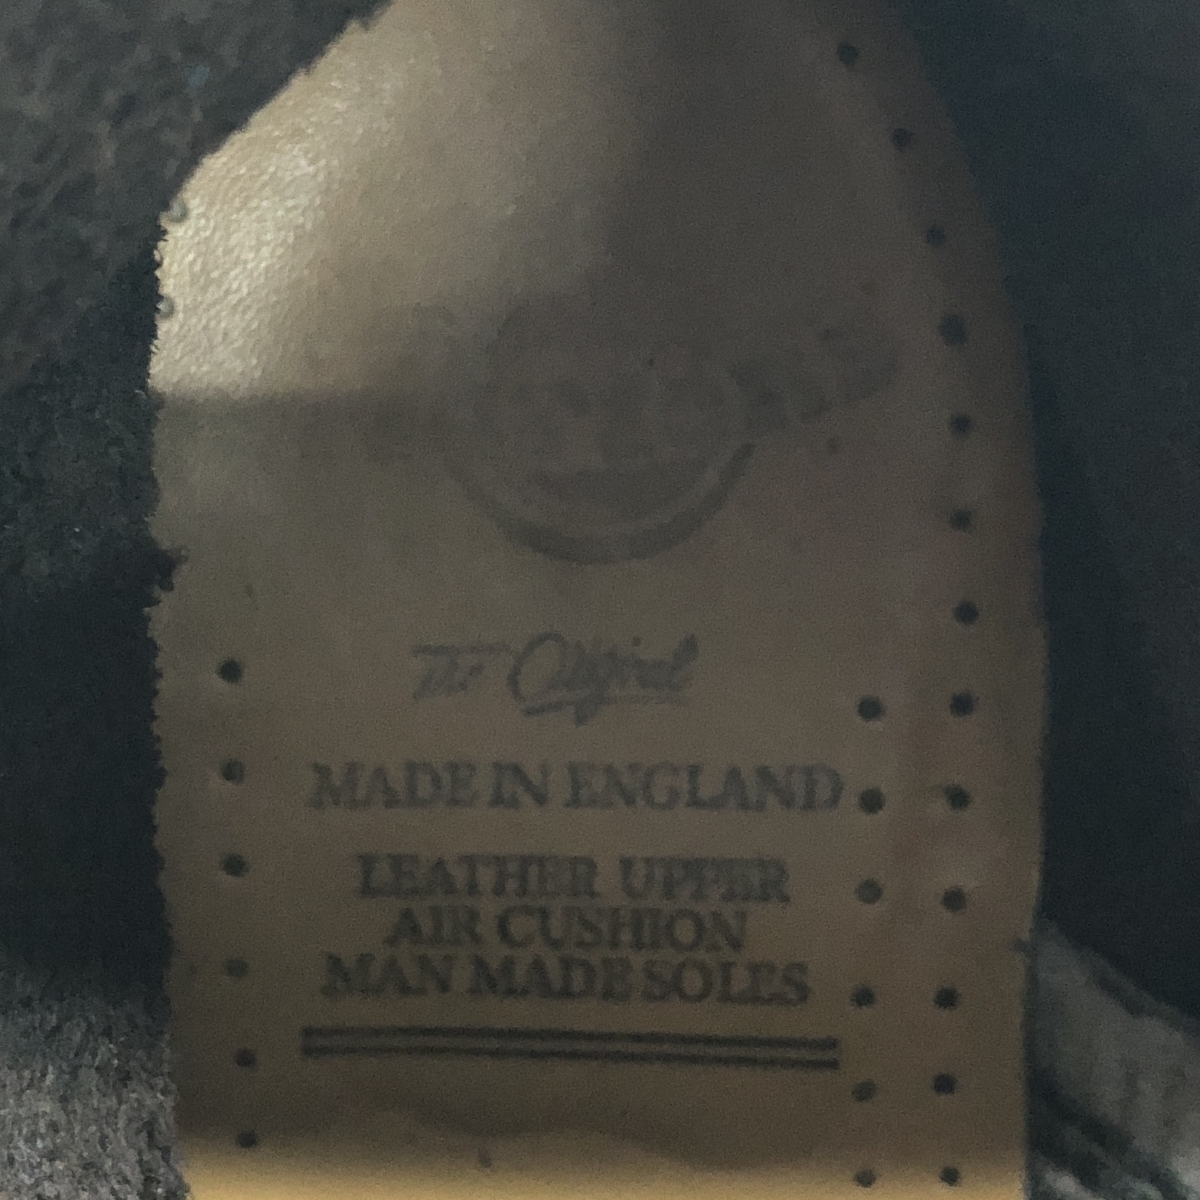 The Original
MADE IN ENGLAND
LEATHER UPPER
AIR CUSHION
MAN MADE SOLES